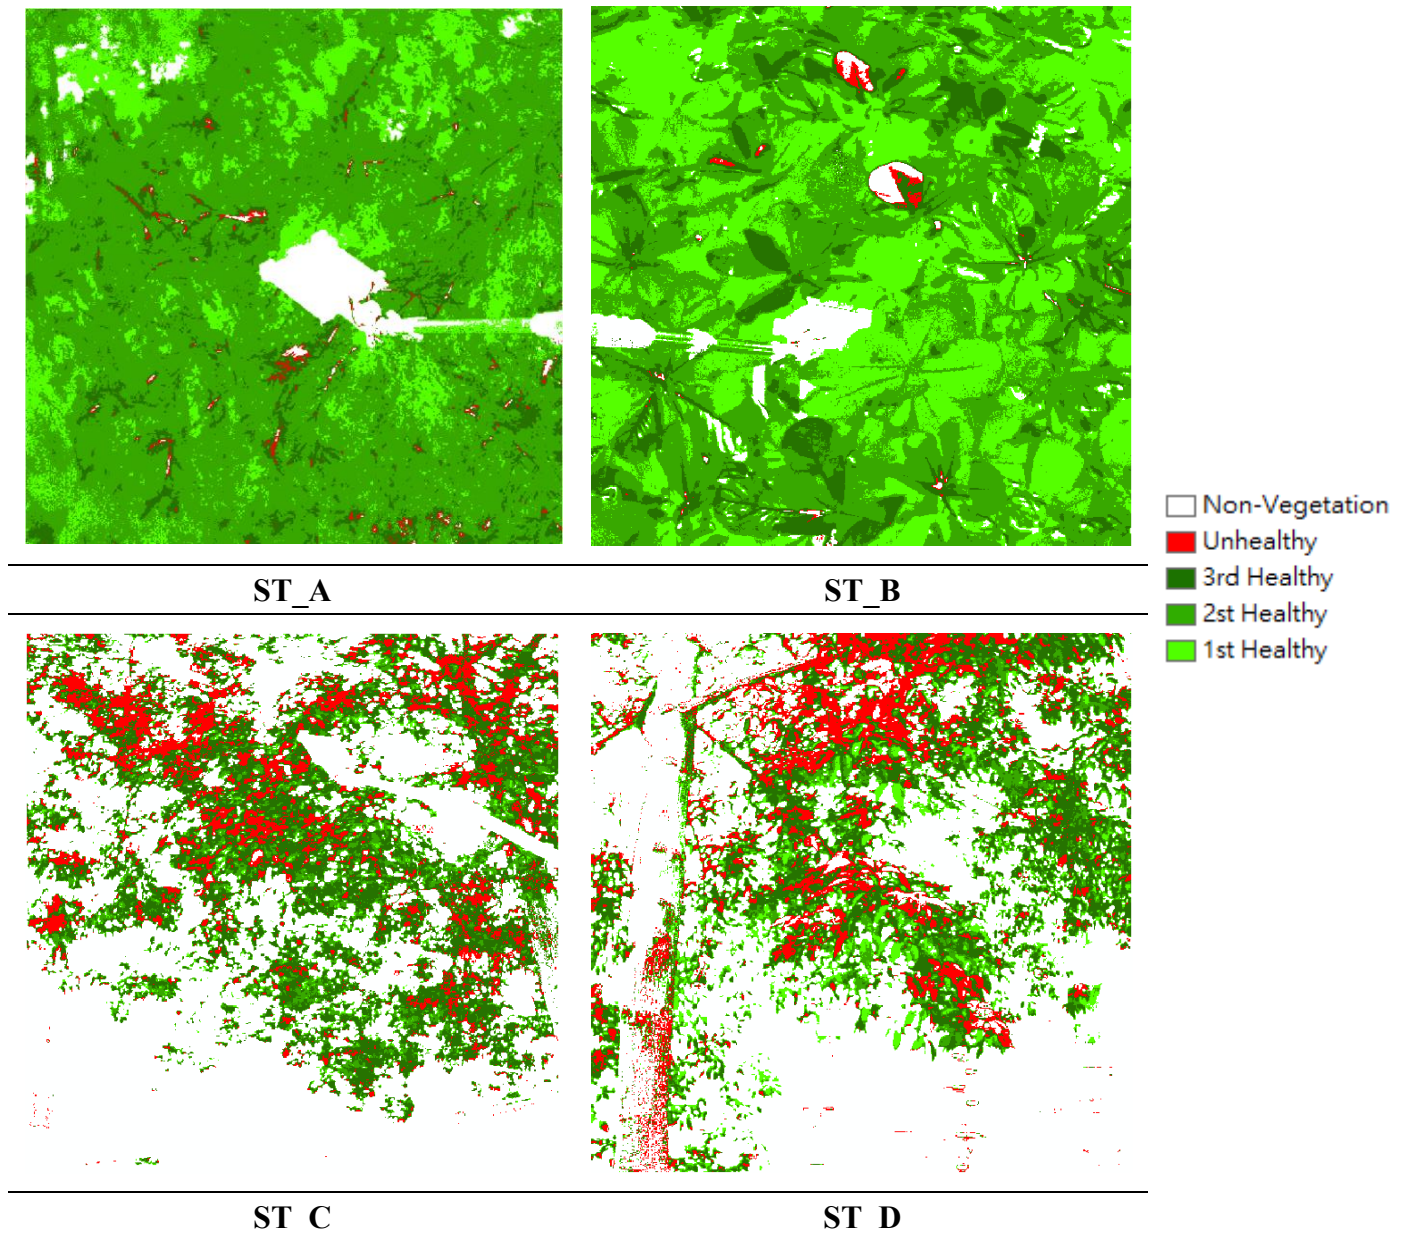 ST_A
ST_B
Non-Vegetation
Unhealthy
3rd Healthy
2st Healthy
1st Healthy
ST_C
ST_D